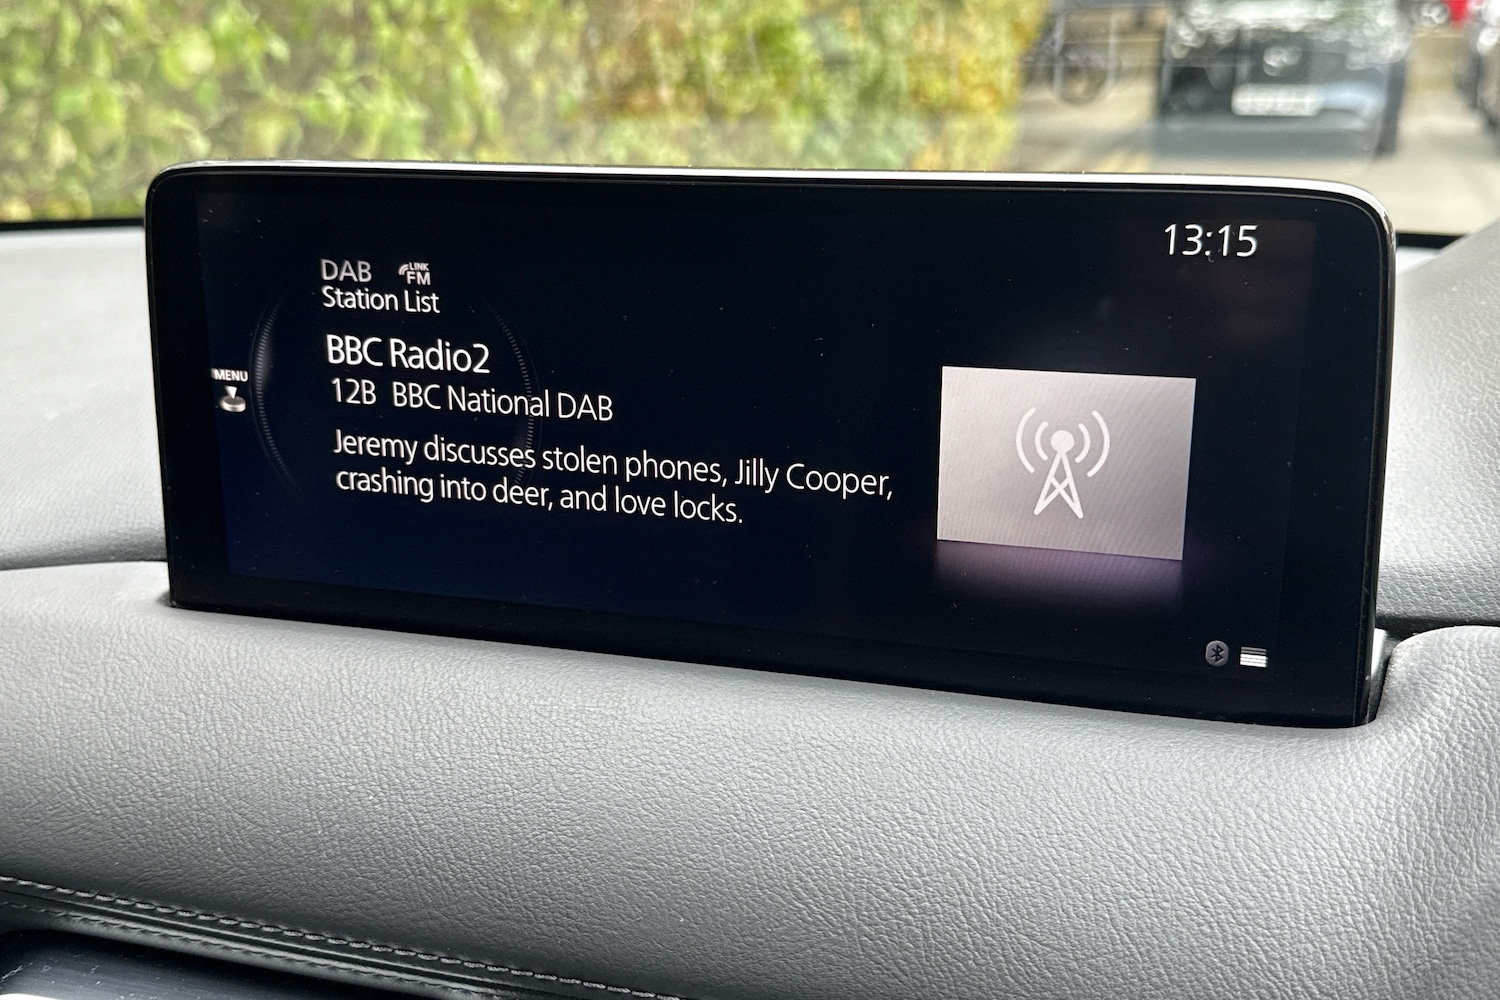 13:15
DAB LINK FM
Station List
BBC Radio2
MENU
12B BBC National DAB
Jeremy discusses stolen phones, Jilly Cooper,
crashing into deer, and love locks.